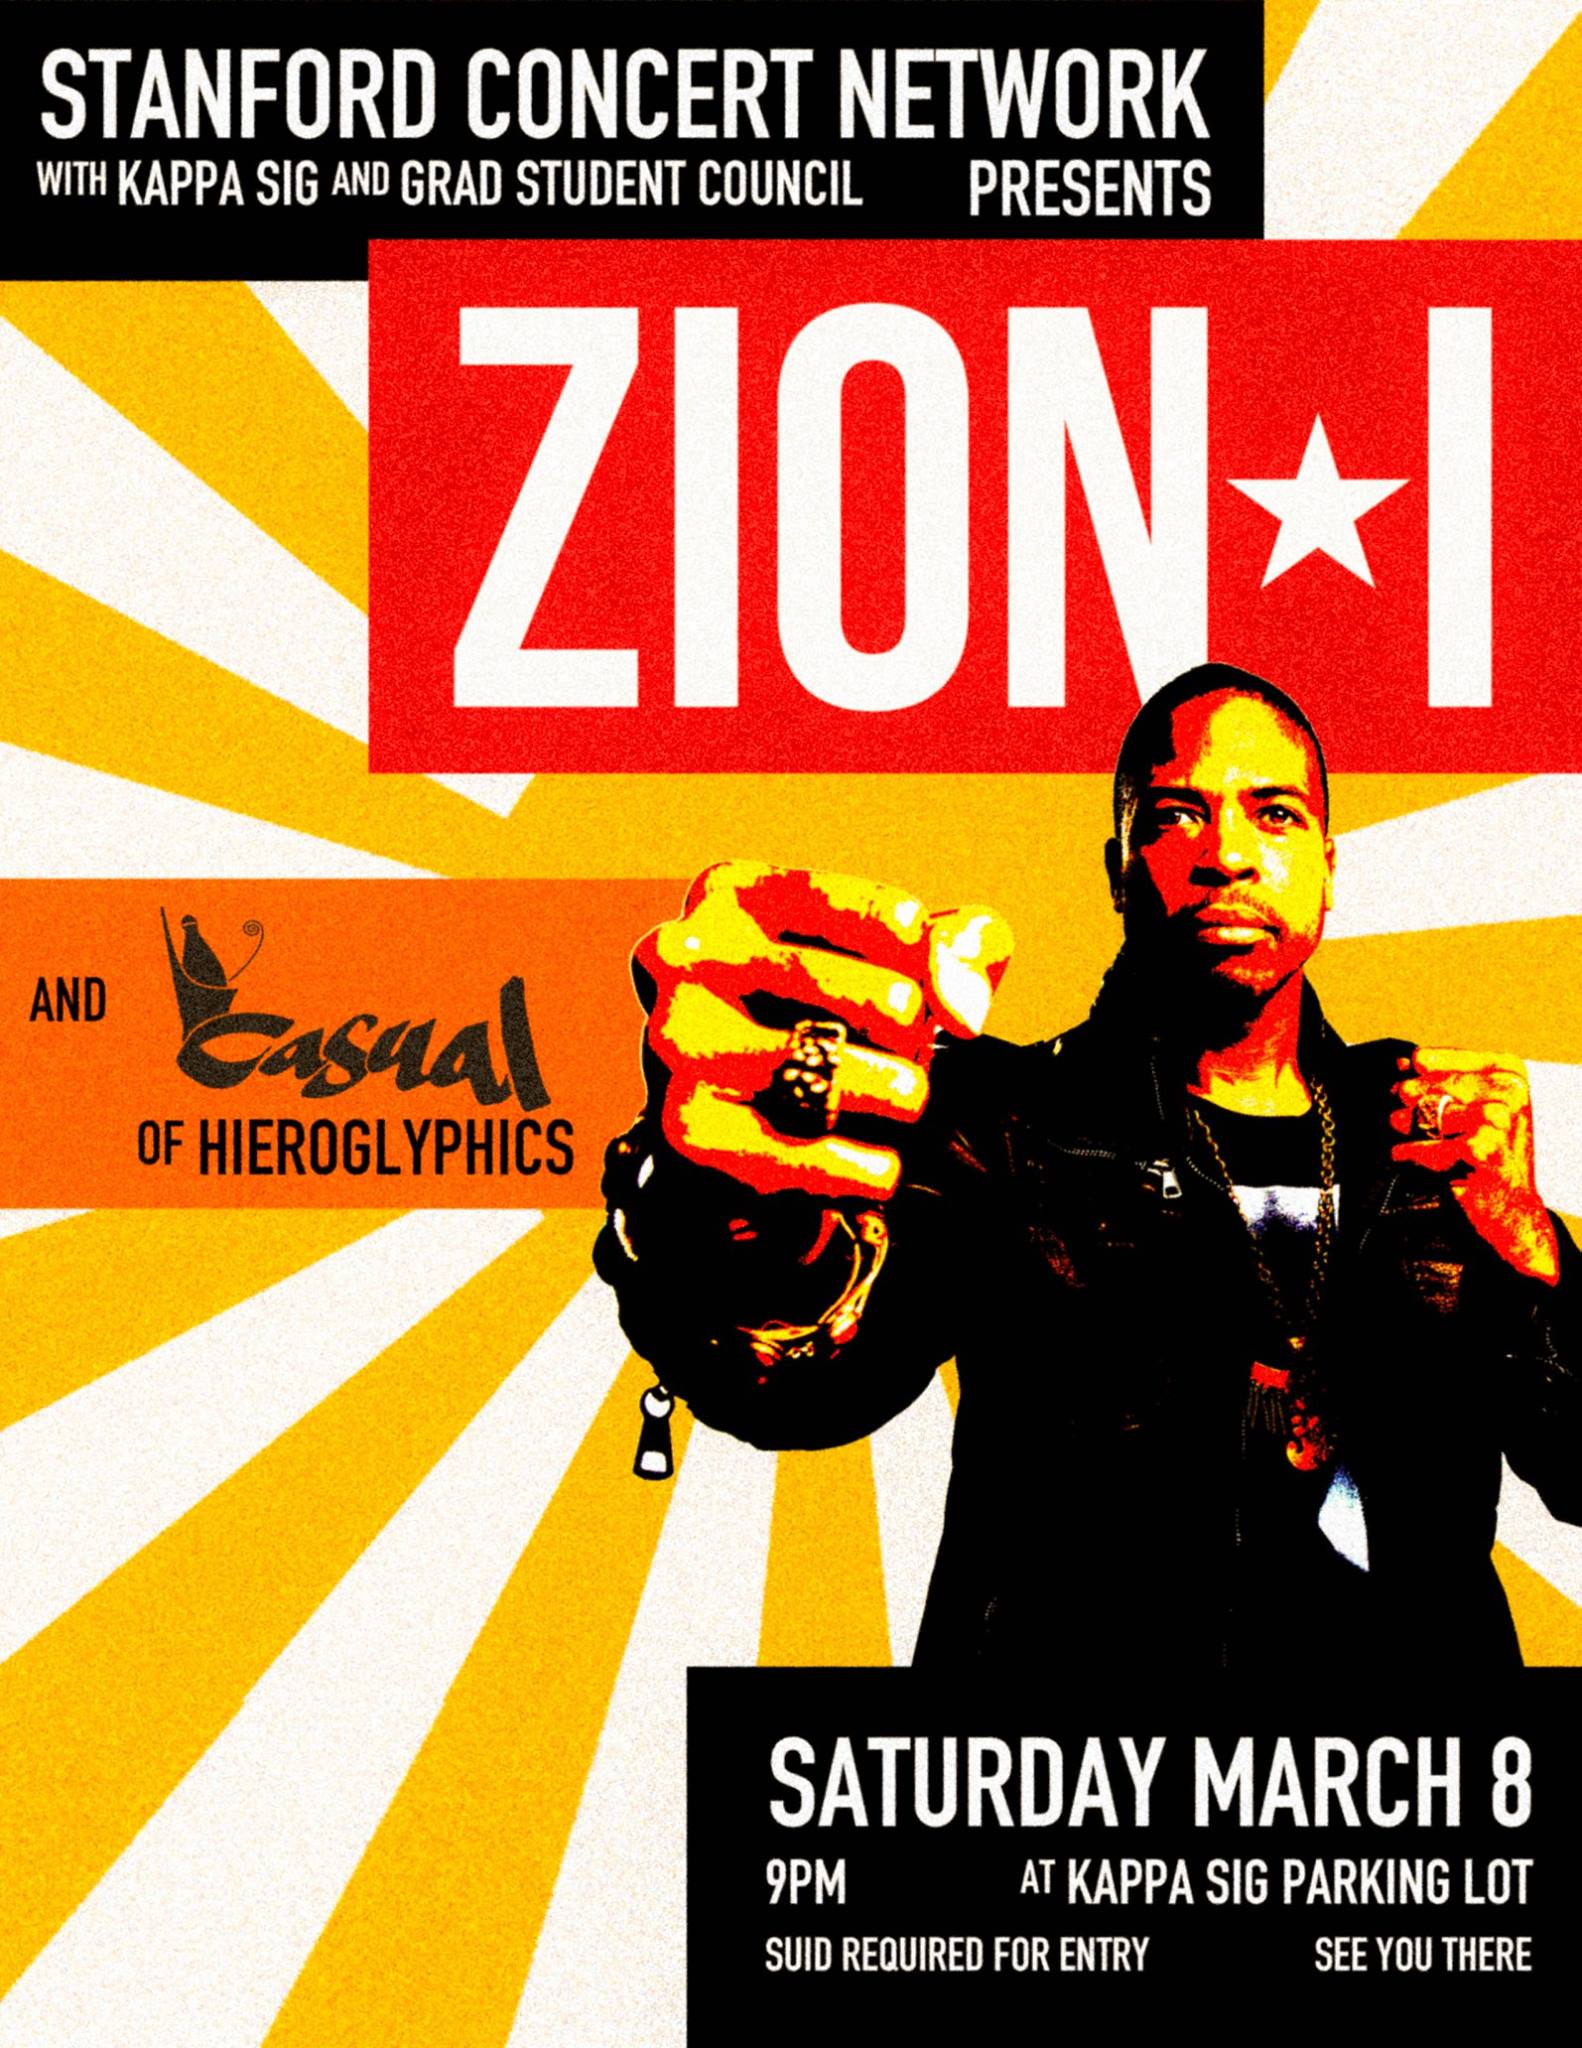 STANFORD CONCERT NETWORK
WITH KAPPA SIG AND GRAD STUDENT COUNCIL PRESENTS
ZION★I
AND Casual
OF HIEROGLYPHICS
SATURDAY MARCH 8
9PM AT KAPPA SIG PARKING LOT
SUID REQUIRED FOR ENTRY SEE YOU THERE